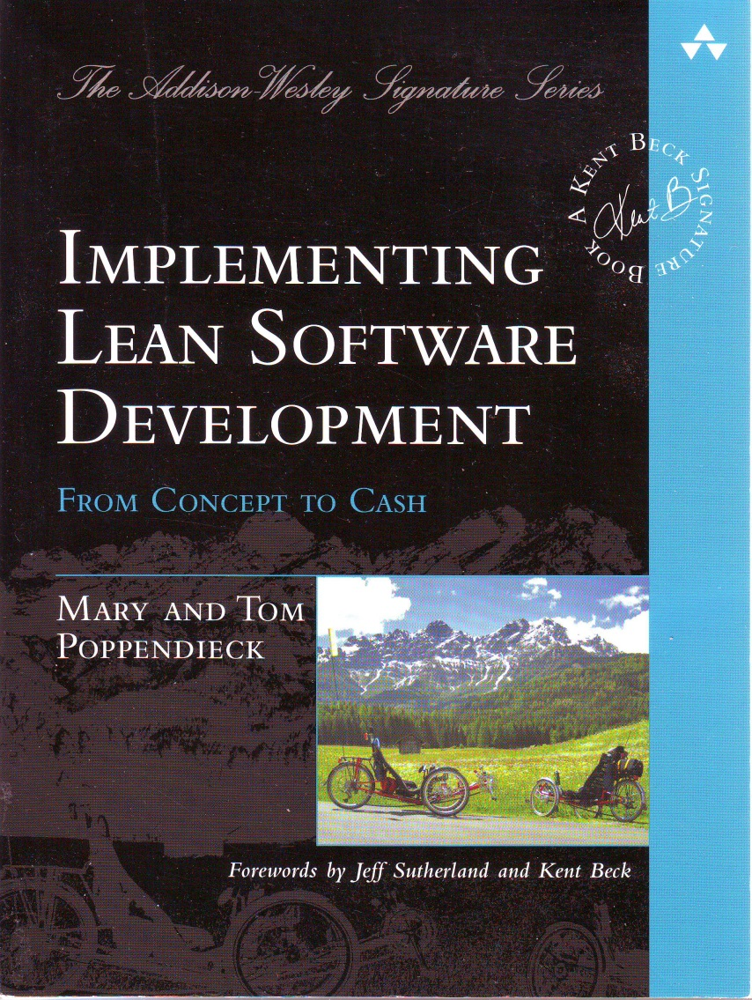 The Addison-Wesley Signature Series
A KENT BECK SIGNATURE BOOK
Kent B
IMPLEMENTING
LEAN SOFTWARE
DEVELOPMENT
FROM CONCEPT TO CASH
MARY AND TOM
POPPENDIECK
Forewords by Jeff Sutherland and Kent Beck